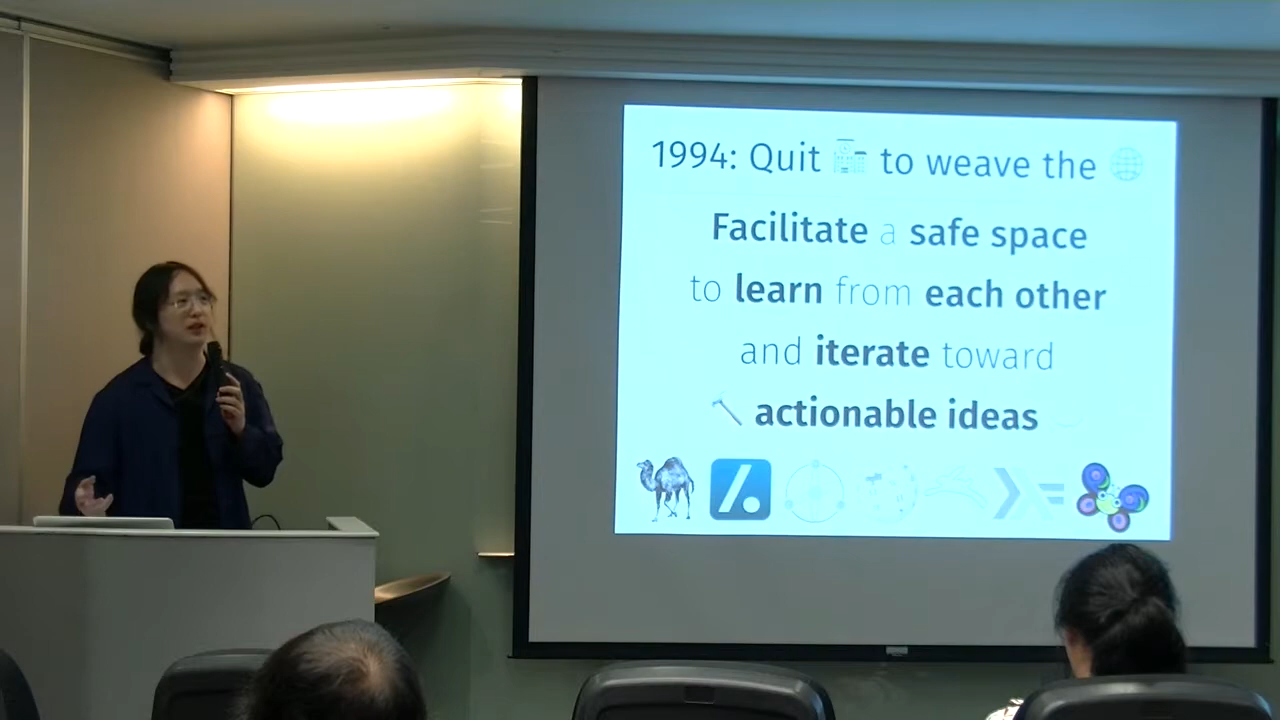 1994: Quit to weave the
Facilitate a safe space
to learn from each other
and iterate toward
actionable ideas